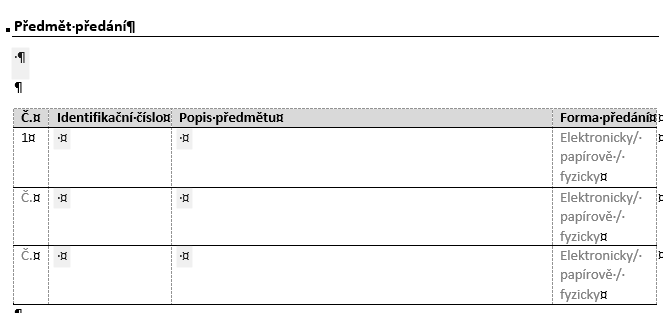 Předmět předání¶
¶
¶
Č.¤ Identifikační číslo¤ Popis předmětu¤ Forma předání¤
1¤ ¤ ¤ Elektronicky/
papírově /
fyzicky¤
Č.¤ ¤ ¤ Elektronicky/
papírově /
fyzicky¤
Č.¤ ¤ ¤ Elektronicky/
papírově /
fyzicky¤
¶